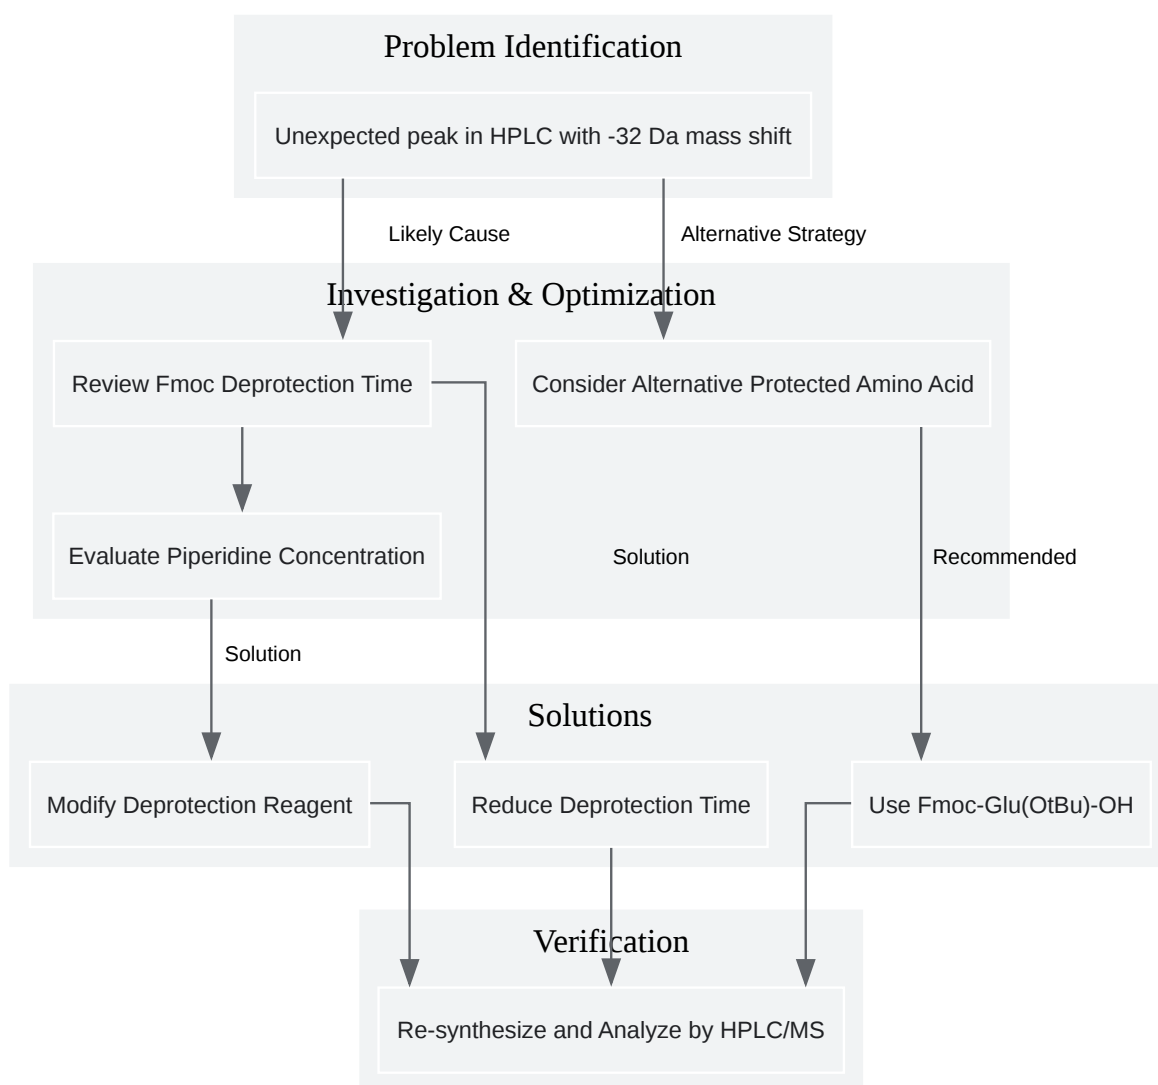 Problem Identification
Unexpected peak in HPLC with -32 Da mass shift
Likely Cause
Alternative Strategy
Investigation & Optimization
Review Fmoc Deprotection Time
Consider Alternative Protected Amino Acid
Evaluate Piperidine Concentration
Solution
Recommended
Solution
Solutions
Modify Deprotection Reagent
Reduce Deprotection Time
Use Fmoc-Glu(OtBu)-OH
Verification
Re-synthesize and Analyze by HPLC/MS